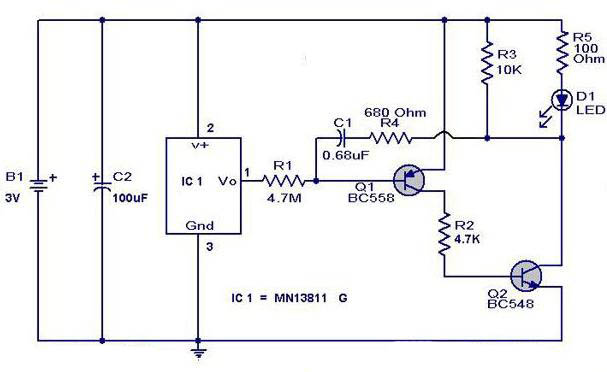 R5
100
Ohm
R3
10K
D1
LED
680 Ohm
R4
C1
0.68uF
2
v+
IC 1
Vo
1
R1
4.7M
Gnd
3
B1
+
3V
+
C2
100uF
Q1
BC558
R2
4.7K
Q2
BC548
IC 1 = MN13811 G